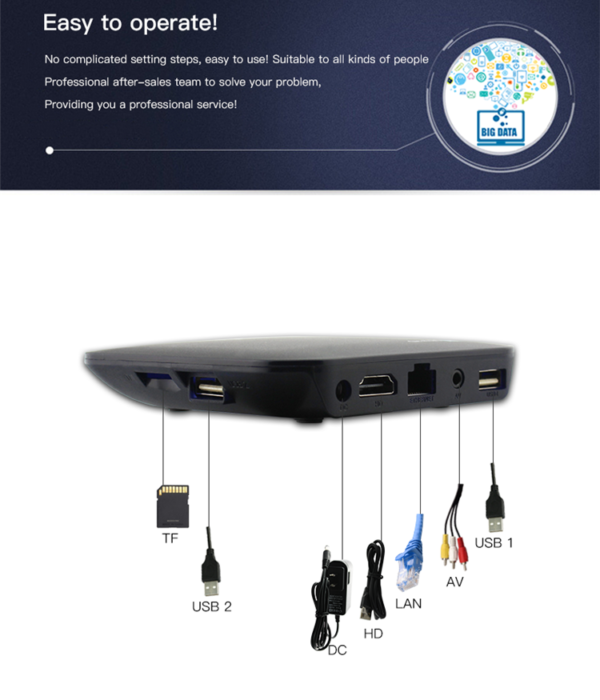 Easy to operate!
No complicated setting steps, easy to use! Suitable to all kinds of people
Professional after-sales team to solve your problem,
Providing you a professional service!
BIG DATA
TF
USB 2
DC
HD
LAN
AV
USB 1